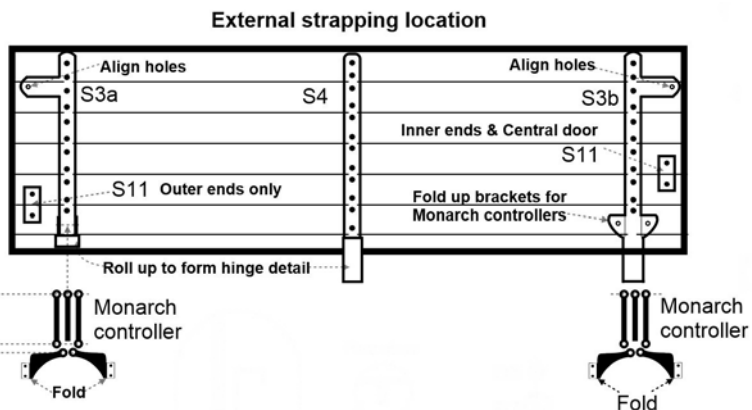 External strapping location
Align holes
Align holes
S3a
S4
S3b
Inner ends & Central door
S11
S11 Outer ends only
Fold up brackets for
Monarch controllers
Roll up to form hinge detail
Monarch
controller
Monarch
controller
Fold
Fold